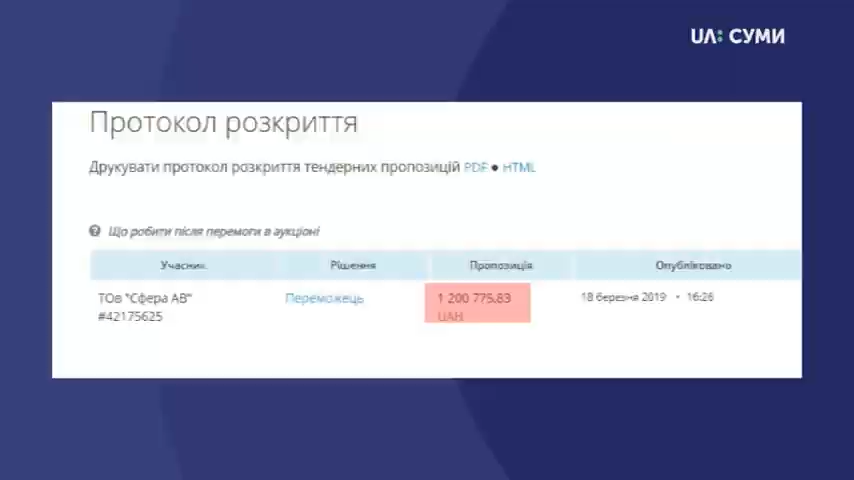 UA: СУМИ
Протокол розкриття
Друкувати протокол розкриття тендерних пропозицій PDF ● HTML
Що робити після перемоги в аукціоні
Учасник Рішення Пропозиція Опубліковано
ТОв "Сфера АВ" Переможець 1 200 775,83 18 березня 2019 • 16:26
#42175625 UAH